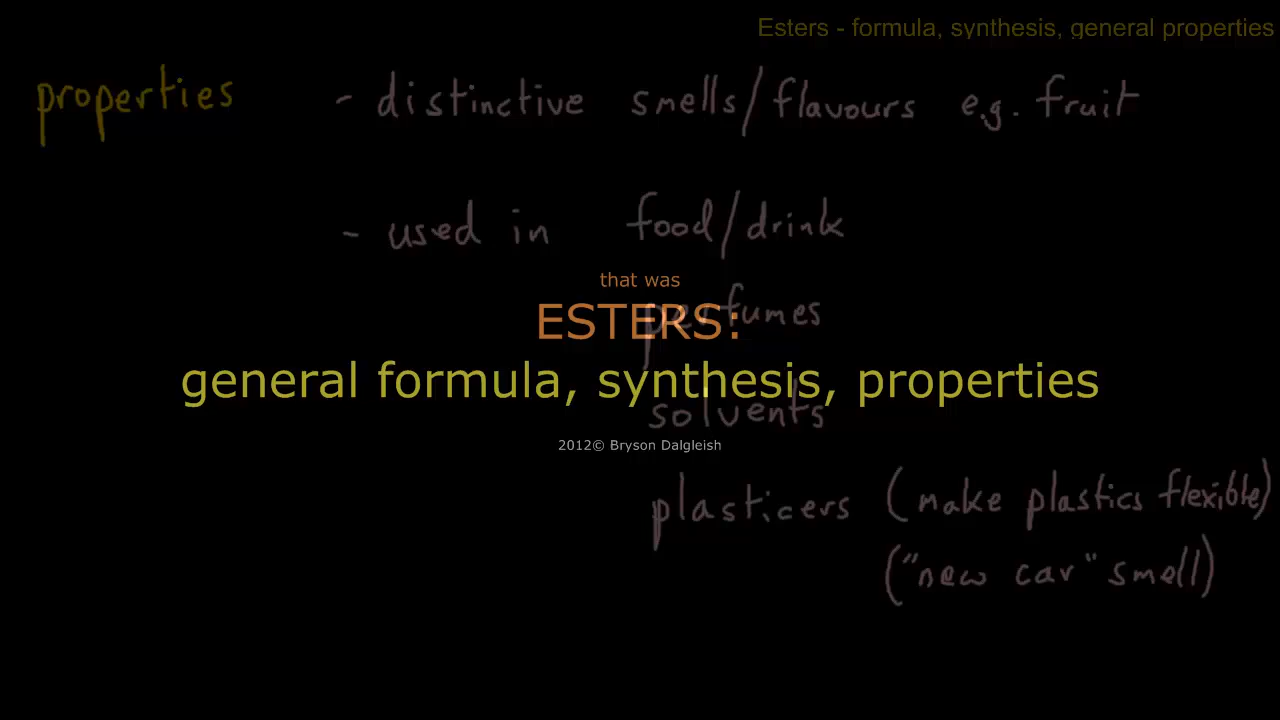 Esters - formula, synthesis, general properties
properties - distinctive smells/flavours e.g. fruit
- used in food/drink
that was
ESTERS:
perfumes
general formula, synthesis, properties
solvents
2012© Bryson Dalgleish
plasticers (make plastics flexible)
("new car" smell)